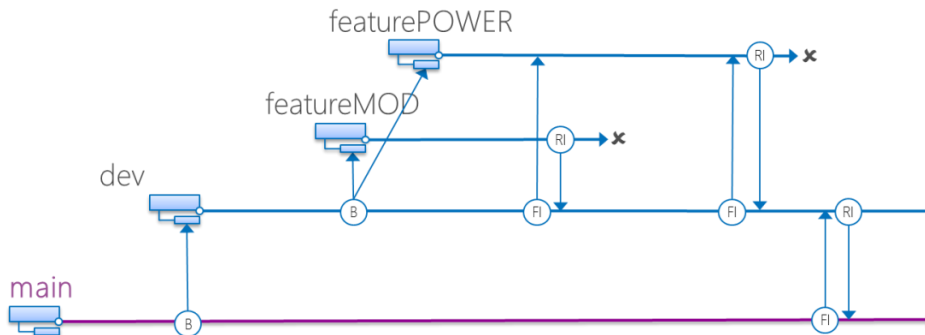 featurePOWER
RI
featureMOD
RI
dev
B
FI
FI
RI
main
B
FI